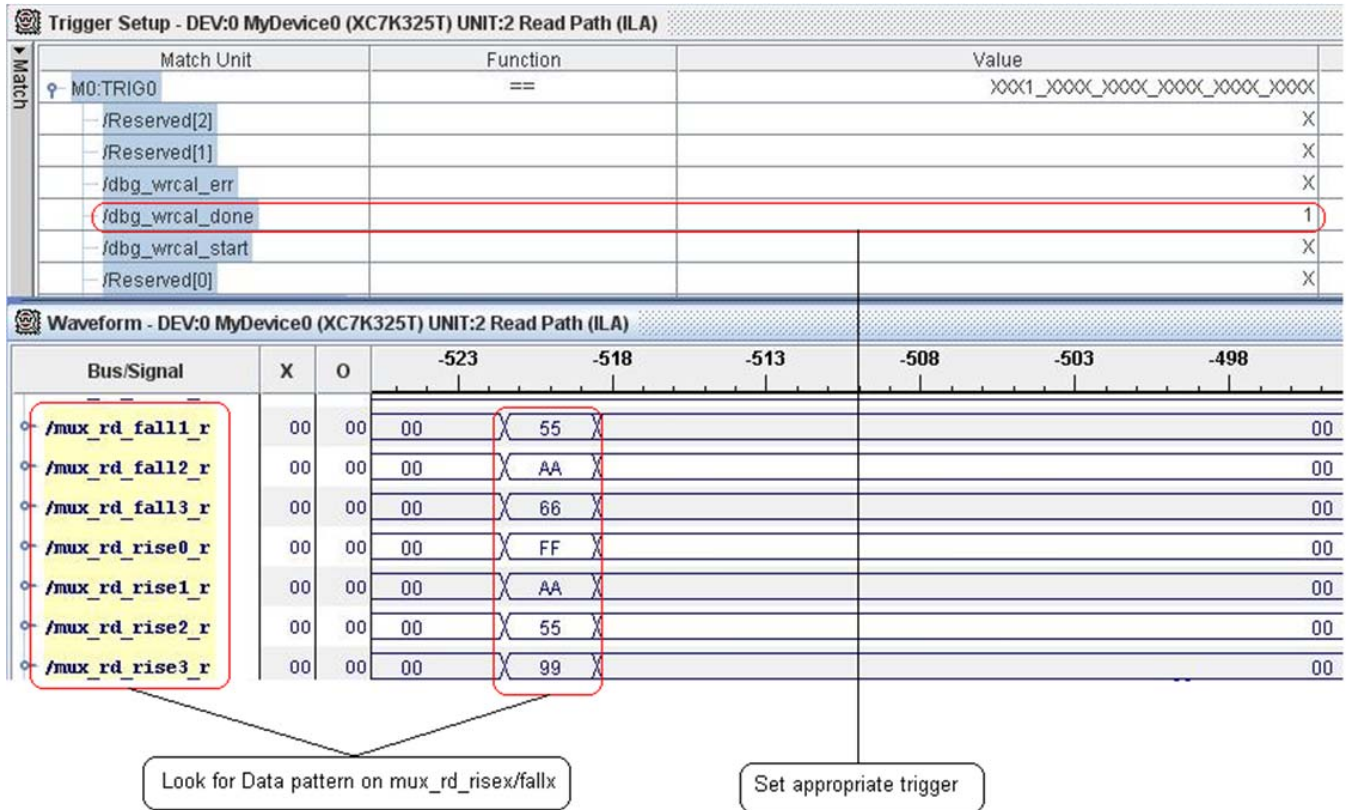 Trigger Setup - DEV:0 MyDevice0 (XC7K325T) UNIT:2 Read Path (ILA)
Match
Match Unit Function Value
M0:TRIG0 == XXX1_XXXX_XXXX_XXXX_XXXX_XXXX
/Reserved[2] X
/Reserved[1] X
/dbg_wrcal_err X
/dbg_wrcal_done 1
/dbg_wrcal_start X
/Reserved[0] X
Waveform - DEV:0 MyDevice0 (XC7K325T) UNIT:2 Read Path (ILA)
Bus/Signal X O -523 -518 -513 -508 -503 -498
/mux_rd_fall1_r 00 00 00 55 00
/mux_rd_fall2_r 00 00 00 AA 00
/mux_rd_fall3_r 00 00 00 66 00
/mux_rd_rise0_r 00 00 00 FF 00
/mux_rd_rise1_r 00 00 00 AA 00
/mux_rd_rise2_r 00 00 00 55 00
/mux_rd_rise3_r 00 00 00 99 00
Look for Data pattern on mux_rd_risex/fallx
Set appropriate trigger